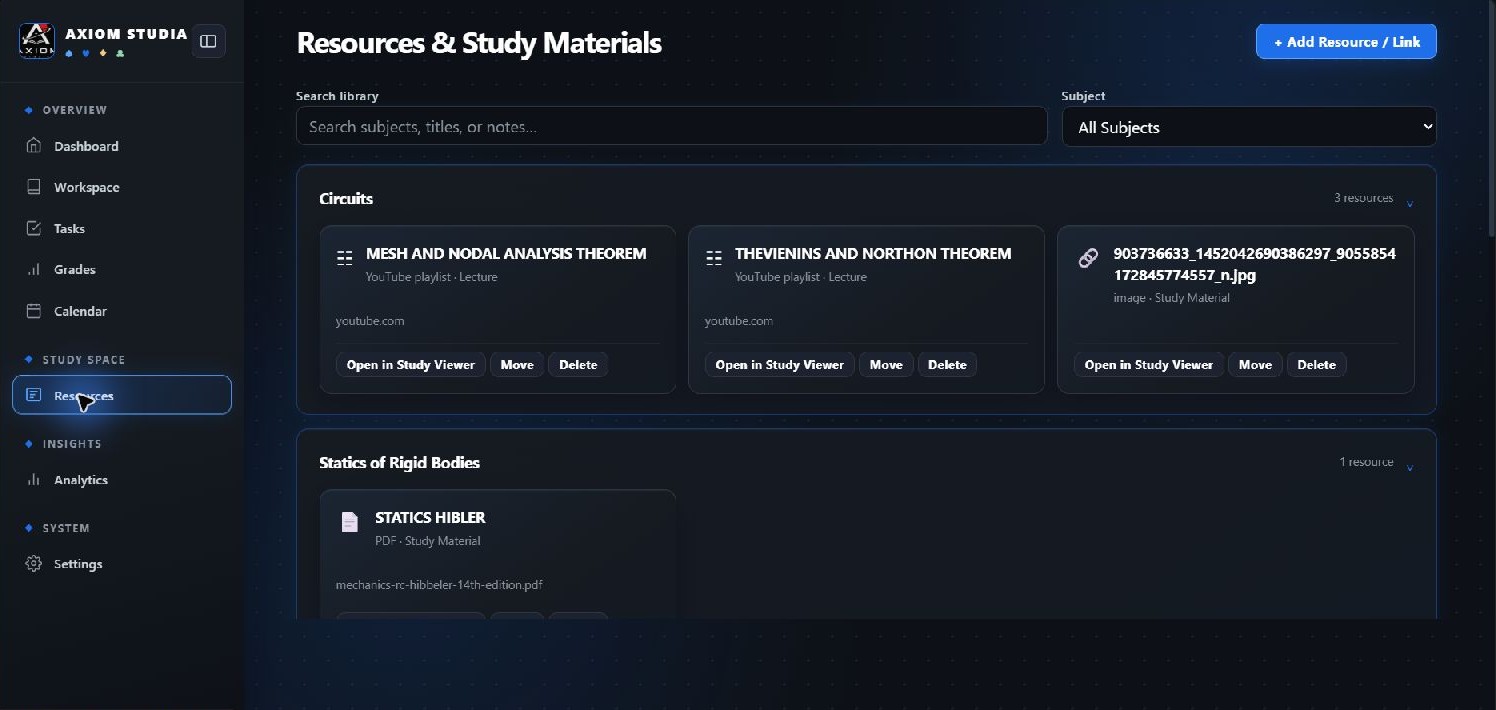 AXIOM STUDIA
AXIOM
OVERVIEW
Dashboard
Workspace
Tasks
Grades
Calendar
STUDY SPACE
Resources
INSIGHTS
Analytics
SYSTEM
Settings
Resources & Study Materials
+ Add Resource / Link
Search library
Search subjects, titles, or notes...
Subject
All Subjects
Circuits
3 resources
MESH AND NODAL ANALYSIS THEOREM
YouTube playlist · Lecture
youtube.com
Open in Study Viewer
Move
Delete
THEVIENINS AND NORTHON THEOREM
YouTube playlist · Lecture
youtube.com
Open in Study Viewer
Move
Delete
903736633_1452042690386297_9055854
172845774557_n.jpg
image · Study Material
Open in Study Viewer
Move
Delete
Statics of Rigid Bodies
1 resource
STATICS HIBLER
PDF · Study Material
mechanics-rc-hibbeler-14th-edition.pdf